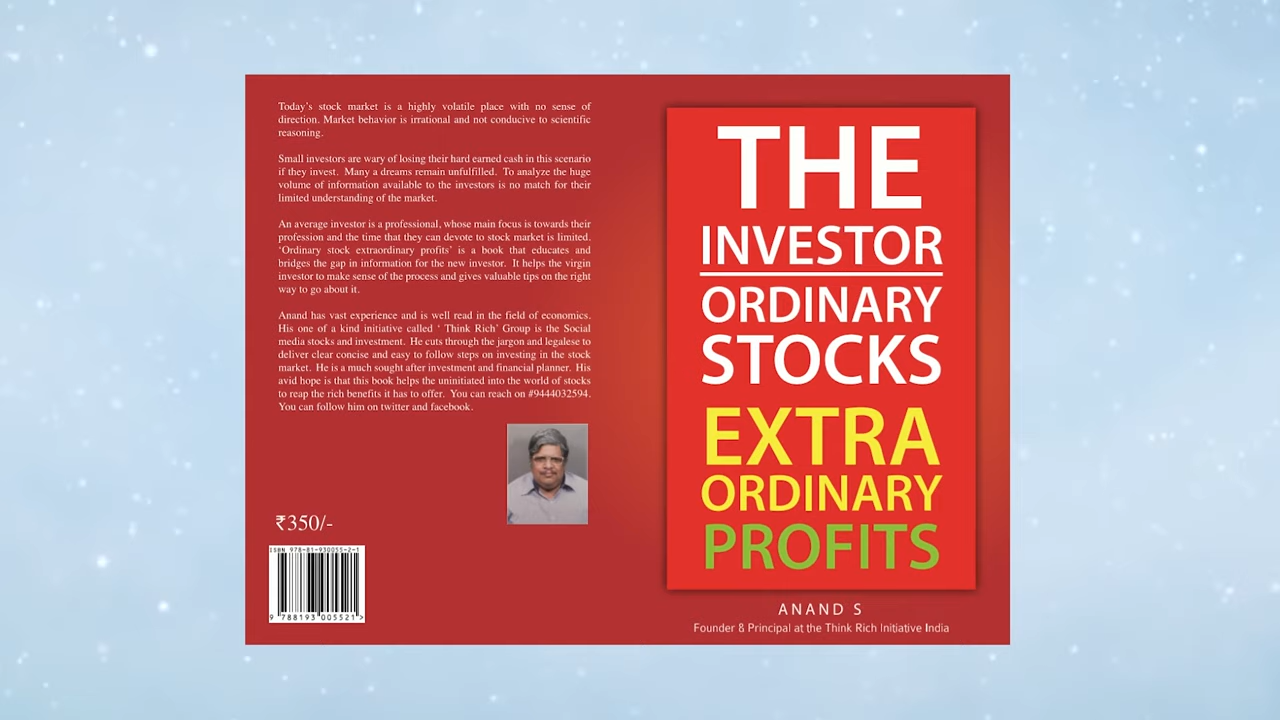 Today's stock market is a highly volatile place with no sense of
direction. Market behavior is irrational and not conducive to scientific
reasoning.
Small investors are wary of losing their hard earned cash in this scenario
if they invest. Many a dreams remain unfulfilled. To analyze the huge
volume of information available to the investors is no match for their
limited understanding of the market.
An average investor is a professional, whose main focus is towards their
profession and the time that they can devote to stock market is limited.
'Ordinary stock extraordinary profits' is a book that educates and
bridges the gap in information for the new investor. It helps the virgin
investor to make sense of the process and gives valuable tips on the right
way to go about it.
Anand has vast experience and is well read in the field of economics.
His one of a kind initiative called ' Think Rich' Group is the Social
media stocks and investment. He cuts through the jargon and legalese to
deliver clear concise and easy to follow steps on investing in the stock
market. He is a much sought after investment and financial planner. His
avid hope is that this book helps the uninitiated into the world of stocks
to reap the rich benefits it has to offer. You can reach on #9444032594.
You can follow him on twitter and facebook.
₹350/-
ISBN 978-81-930055-2-1
9 788193 005521 >
THE
INVESTOR
ORDINARY
STOCKS
EXTRA
ORDINARY
PROFITS
ANAND S
Founder & Principal at the Think Rich Initiative India